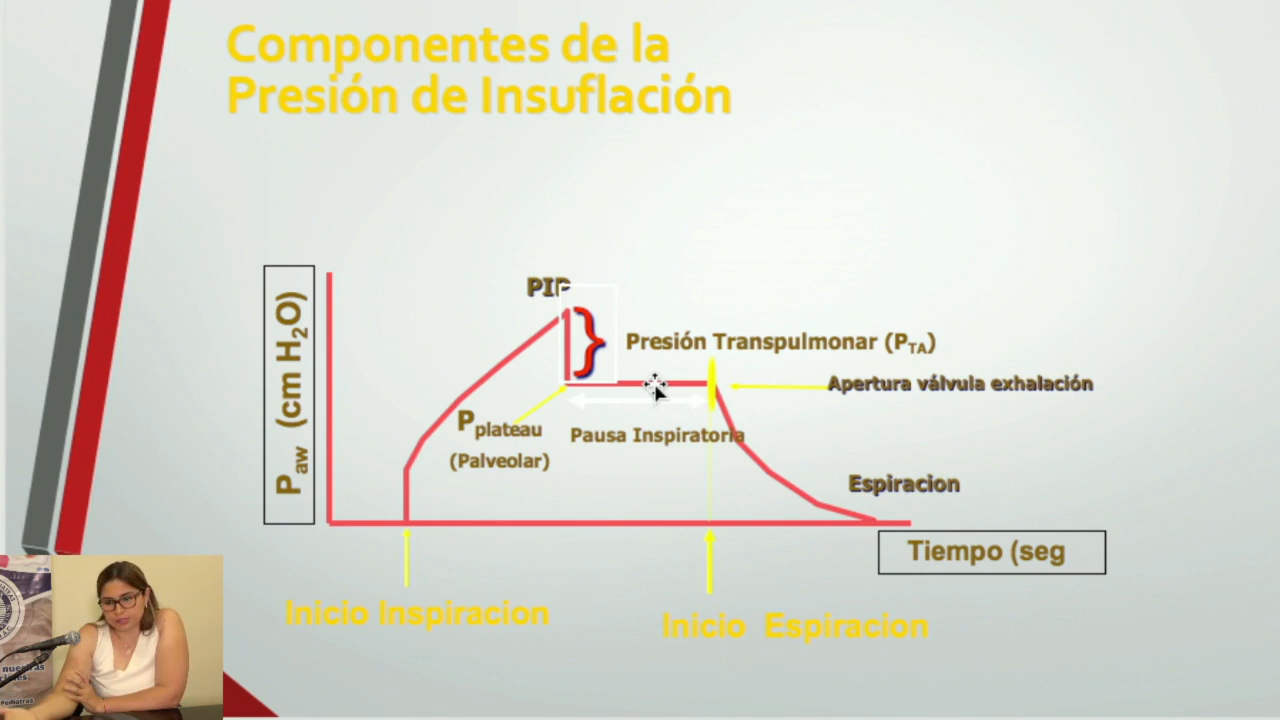 Componentes de la
Presión de Insuflación
PIP
Presión Transpulmonar (PTA)
Apertura válvula exhalación
Paw (cm H2O)
Pplateau
(Palveolar)
Pausa Inspiratoria
Espiracion
Tiempo (seg
Inicio Inspiracion
Inicio Espiracion
Pediatras